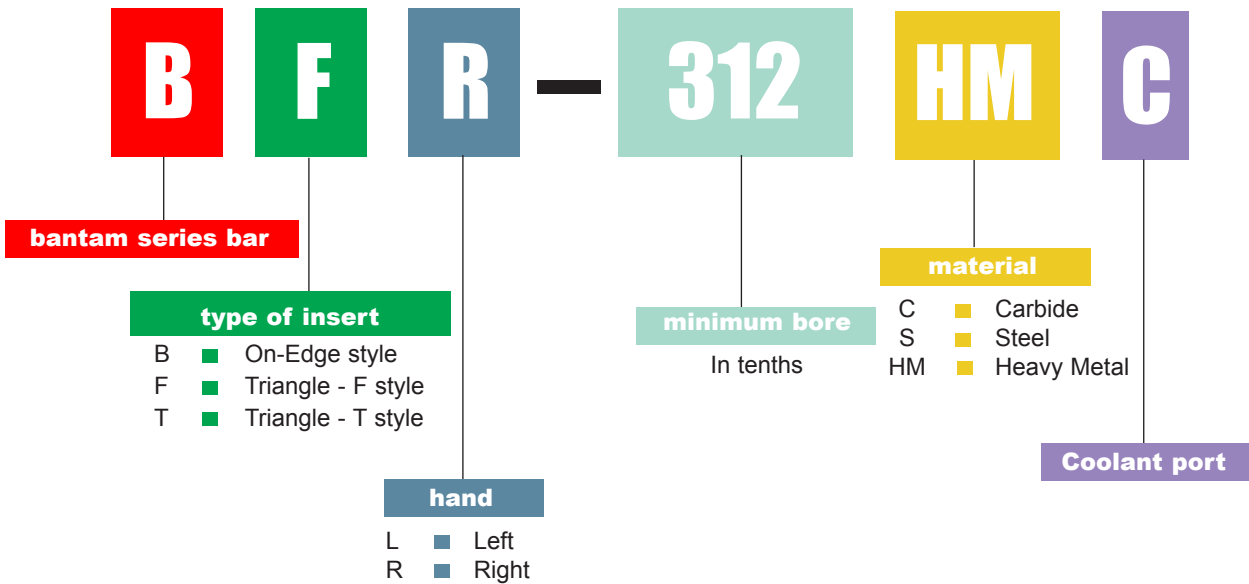 B F R - 312 HM C
bantam series bar
type of insert
B ■ On-Edge style
F ■ Triangle - F style
T ■ Triangle - T style
hand
L ■ Left
R ■ Right
minimum bore
In tenths
material
C ■ Carbide
S ■ Steel
HM ■ Heavy Metal
Coolant port